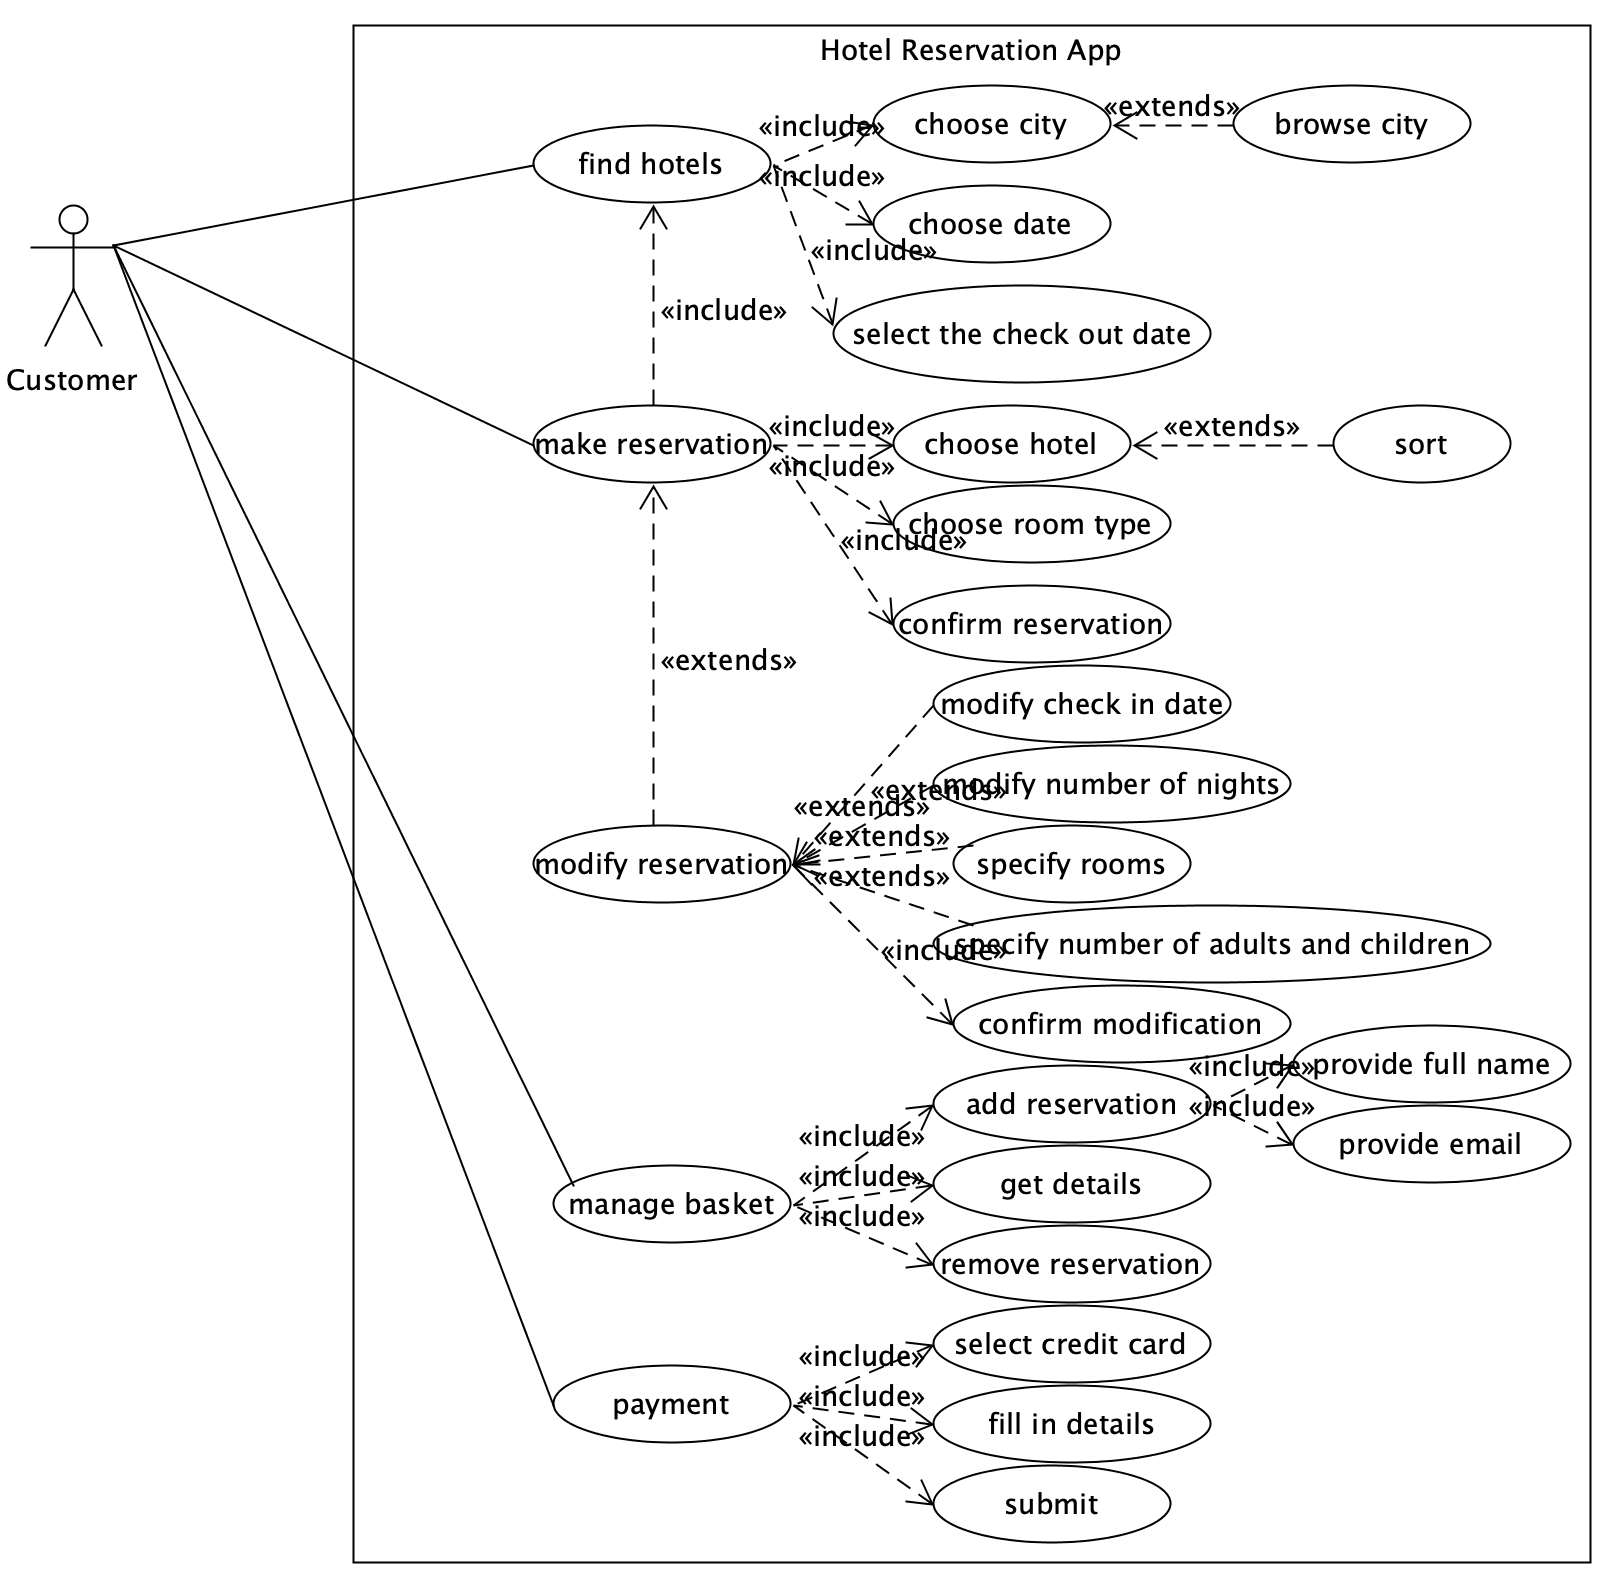 Hotel Reservation App
«include»
choose city
«extends»
browse city
find hotels
«include»
choose date
«include»
select the check out date
«include»
Customer
make reservation
«include»
choose hotel
«extends»
sort
«include»
choose room type
«include»
confirm reservation
«extends»
modify check in date
modify number of nights
«extends»
«extends»
«extends»
modify reservation
specify rooms
«extends»
specify number of adults and children
«include»
confirm modification
«include»
provide full name
add reservation
«include»
provide email
«include»
«include»
get details
manage basket
«include»
remove reservation
select credit card
«include»
payment
«include»
fill in details
«include»
submit